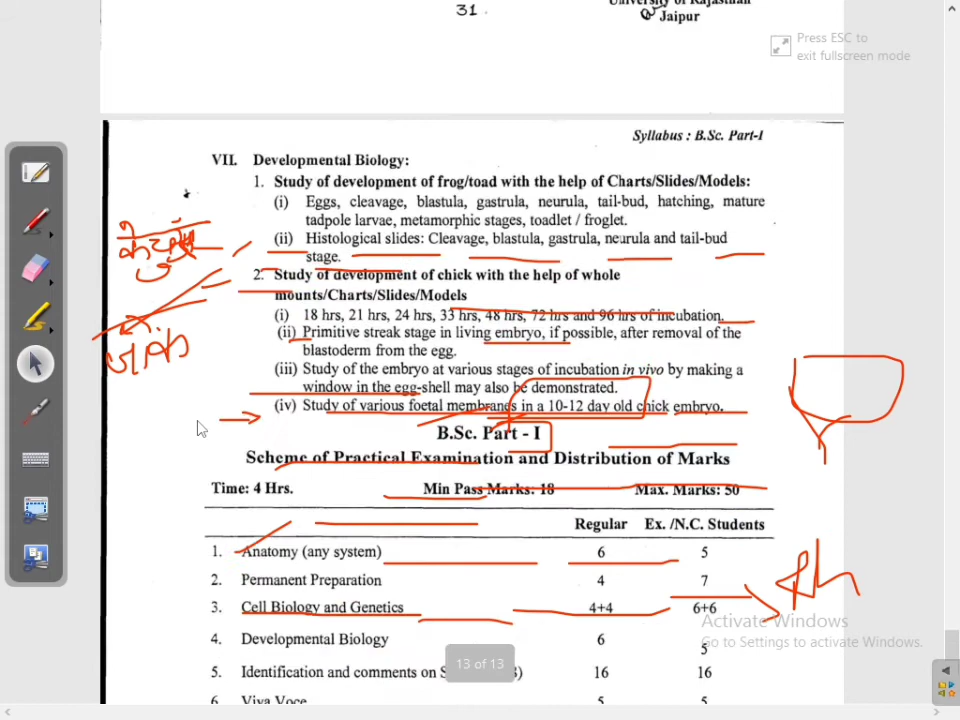 31
University of Rajasthan
Jaipur
Press ESC to
exit fullscreen mode
Syllabus : B.Sc. Part-I
VII. Developmental Biology:
1. Study of development of frog/toad with the help of Charts/Slides/Models:
(i) Eggs, cleavage, blastula, gastrula, neurula, tail-bud, hatching, mature
tadpole larvae, metamorphic stages, toadlet / froglet.
(ii) Histological slides: Cleavage, blastula, gastrula, neurula and tail-bud
stage.
2. Study of development of chick with the help of whole
mounts/Charts/Slides/Models
(i) 18 hrs, 21 hrs, 24 hrs, 33 hrs, 48 hrs, 72 hrs and 96 hrs of incubation.
(ii) Primitive streak stage in living embryo, if possible, after removal of the
blastoderm from the egg.
(iii) Study of the embryo at various stages of incubation in vivo by making a
window in the egg-shell may also be demonstrated.
(iv) Study of various foetal membranes in a 10-12 day old chick embryo.
B.Sc. Part - I
Scheme of Practical Examination and Distribution of Marks
Time: 4 Hrs. Min Pass Marks: 18 Max. Marks: 50
Regular Ex. /N.C. Students
1. Anatomy (any system) 6 5
2. Permanent Preparation 4 7
3. Cell Biology and Genetics 4+4 6+6
Activate Windows
Go to Settings to activate Windows.
4. Developmental Biology 6 5
13 of 13
5. Identification and comments on 16 16
6. Viva Voce 5 5